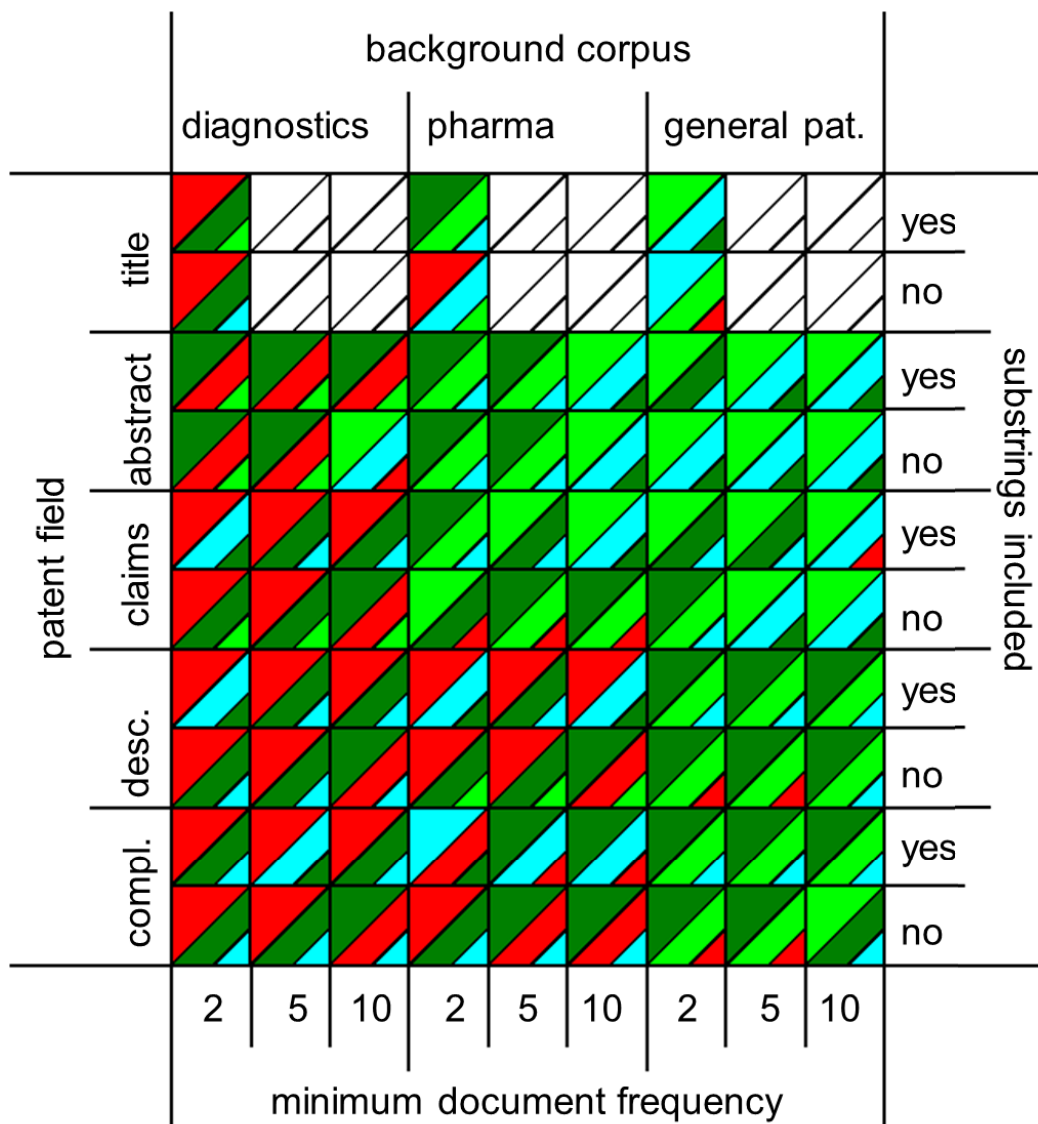 background corpus
diagnostics pharma general pat.
patent field
title
abstract
claims
desc.
compl.
yes
no
yes
no
yes
no
yes
no
yes
no
substrings included
2 5 10 2 5 10 2 5 10
minimum document frequency